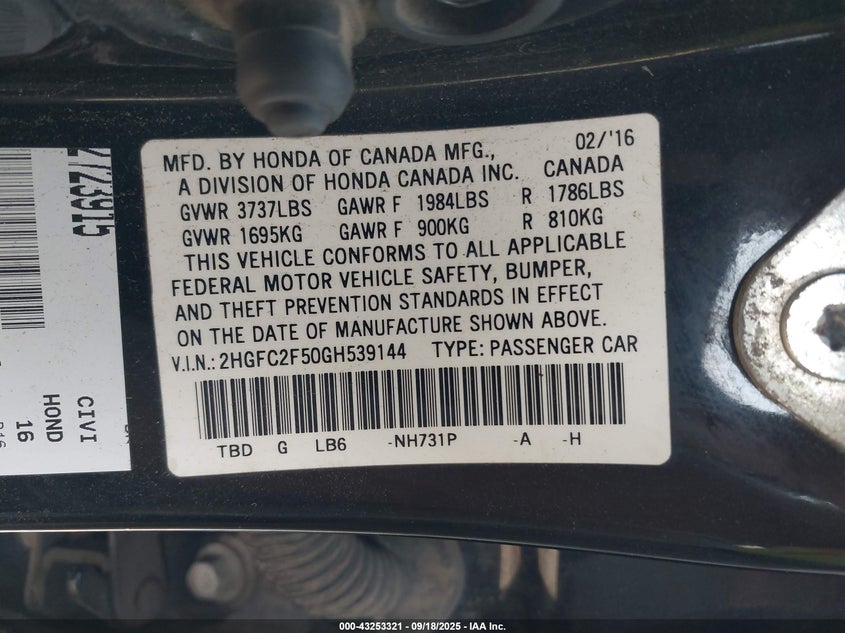 02/'16
MFD. BY HONDA OF CANADA MFG.,
A DIVISION OF HONDA CANADA INC. CANADA
GVWR 3737LBS GAWR F 1984LBS R 1786LBS
GVWR 1695KG GAWR F 900KG R 810KG
THIS VEHICLE CONFORMS TO ALL APPLICABLE
FEDERAL MOTOR VEHICLE SAFETY, BUMPER,
AND THEFT PREVENTION STANDARDS IN EFFECT
ON THE DATE OF MANUFACTURE SHOWN ABOVE.
V.I.N.: 2HGFC2F50GH539144 TYPE: PASSENGER CAR
TBD G LB6 -NH731P -A -H
CIVI
HOND
16
000-43253321 - 09/18/2025 - IAA Inc.